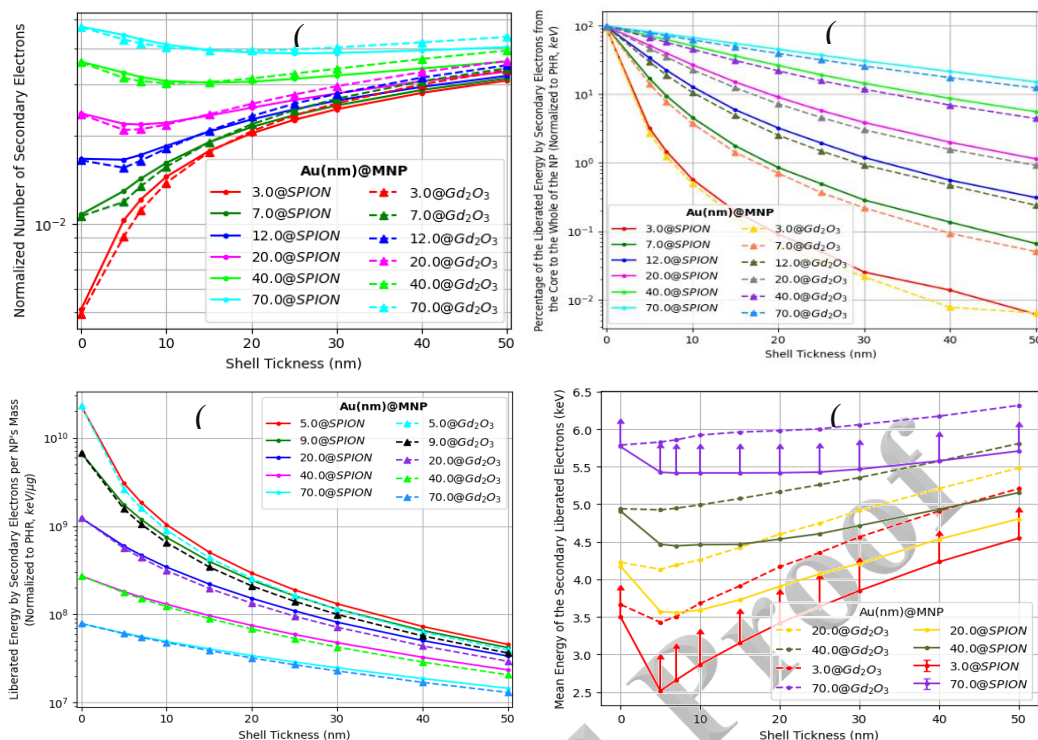 (
Normalized Number of Secondary Electrons
10⁻²
Au(nm)@MNP
3.0@SPION
7.0@SPION
12.0@SPION
20.0@SPION
40.0@SPION
70.0@SPION
3.0@Gd₂O₃
7.0@Gd₂O₃
12.0@Gd₂O₃
20.0@Gd₂O₃
40.0@Gd₂O₃
70.0@Gd₂O₃
0 10 20 30 40 50
Shell Tickness (nm)
(
Percentage of the Liberated Energy by Secondary Electrons from
the Core to the Whole of the NP (Normalized to PHR, keV)
10²
10¹
10⁰
10⁻¹
10⁻²
Au(nm)@MNP
3.0@SPION
7.0@SPION
12.0@SPION
20.0@SPION
40.0@SPION
70.0@SPION
3.0@Gd₂O₃
7.0@Gd₂O₃
12.0@Gd₂O₃
20.0@Gd₂O₃
40.0@Gd₂O₃
70.0@Gd₂O₃
0 10 20 30 40 50
Shell Tickness (nm)
(
Liberated Energy by Secondary Electrons per NP's Mass
(Normalized to PHR, keV/μg)
10¹⁰
10⁹
10⁸
10⁷
Au(nm)@MNP
5.0@SPION
9.0@SPION
20.0@SPION
40.0@SPION
70.0@SPION
5.0@Gd₂O₃
9.0@Gd₂O₃
20.0@Gd₂O₃
40.0@Gd₂O₃
70.0@Gd₂O₃
0 10 20 30 40 50
Shell Tickness (nm)
(
Mean Energy of the Secondary Liberated Electrons (keV)
6.5
6.0
5.5
5.0
4.5
4.0
3.5
3.0
2.5
Au(nm)@MNP
20.0@Gd₂O₃
40.0@Gd₂O₃
3.0@Gd₂O₃
70.0@Gd₂O₃
20.0@SPION
40.0@SPION
3.0@SPION
70.0@SPION
0 10 20 30 40 50
Shell Tickness (nm)
Proof